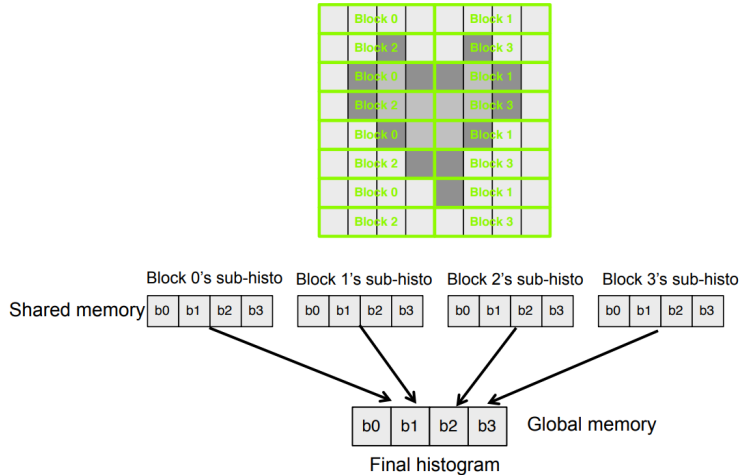 Block 0 Block 1
Block 2 Block 3
Block 0 Block 1
Block 2 Block 3
Block 0 Block 1
Block 2 Block 3
Block 0 Block 1
Block 2 Block 3
Block 0's sub-histo Block 1's sub-histo Block 2's sub-histo Block 3's sub-histo
Shared memory b0 b1 b2 b3 b0 b1 b2 b3 b0 b1 b2 b3 b0 b1 b2 b3
b0 b1 b2 b3 Global memory
Final histogram